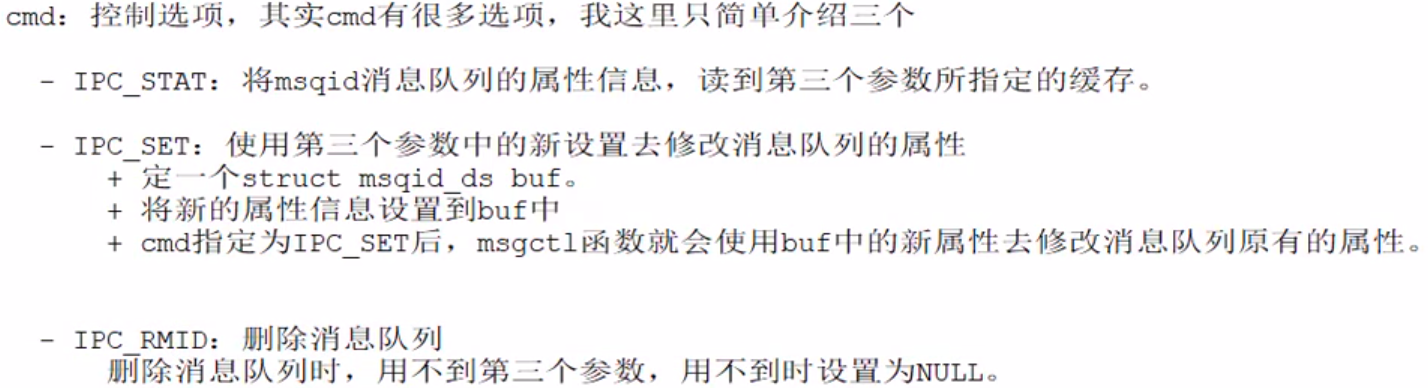 cmd：控制选项，其实cmd有很多选项，我这里只简单介绍三个
- IPC_STAT：将msqid消息队列的属性信息，读到第三个参数所指定的缓存。
- IPC_SET：使用第三个参数中的新设置去修改消息队列的属性
+ 定一个struct msqid_ds buf。
+ 将新的属性信息设置到buf中
+ cmd指定为IPC_SET后，msgctl函数就会使用buf中的新属性去修改消息队列原有的属性。
- IPC_RMID：删除消息队列
删除消息队列时，用不到第三个参数，用不到时设置为NULL。